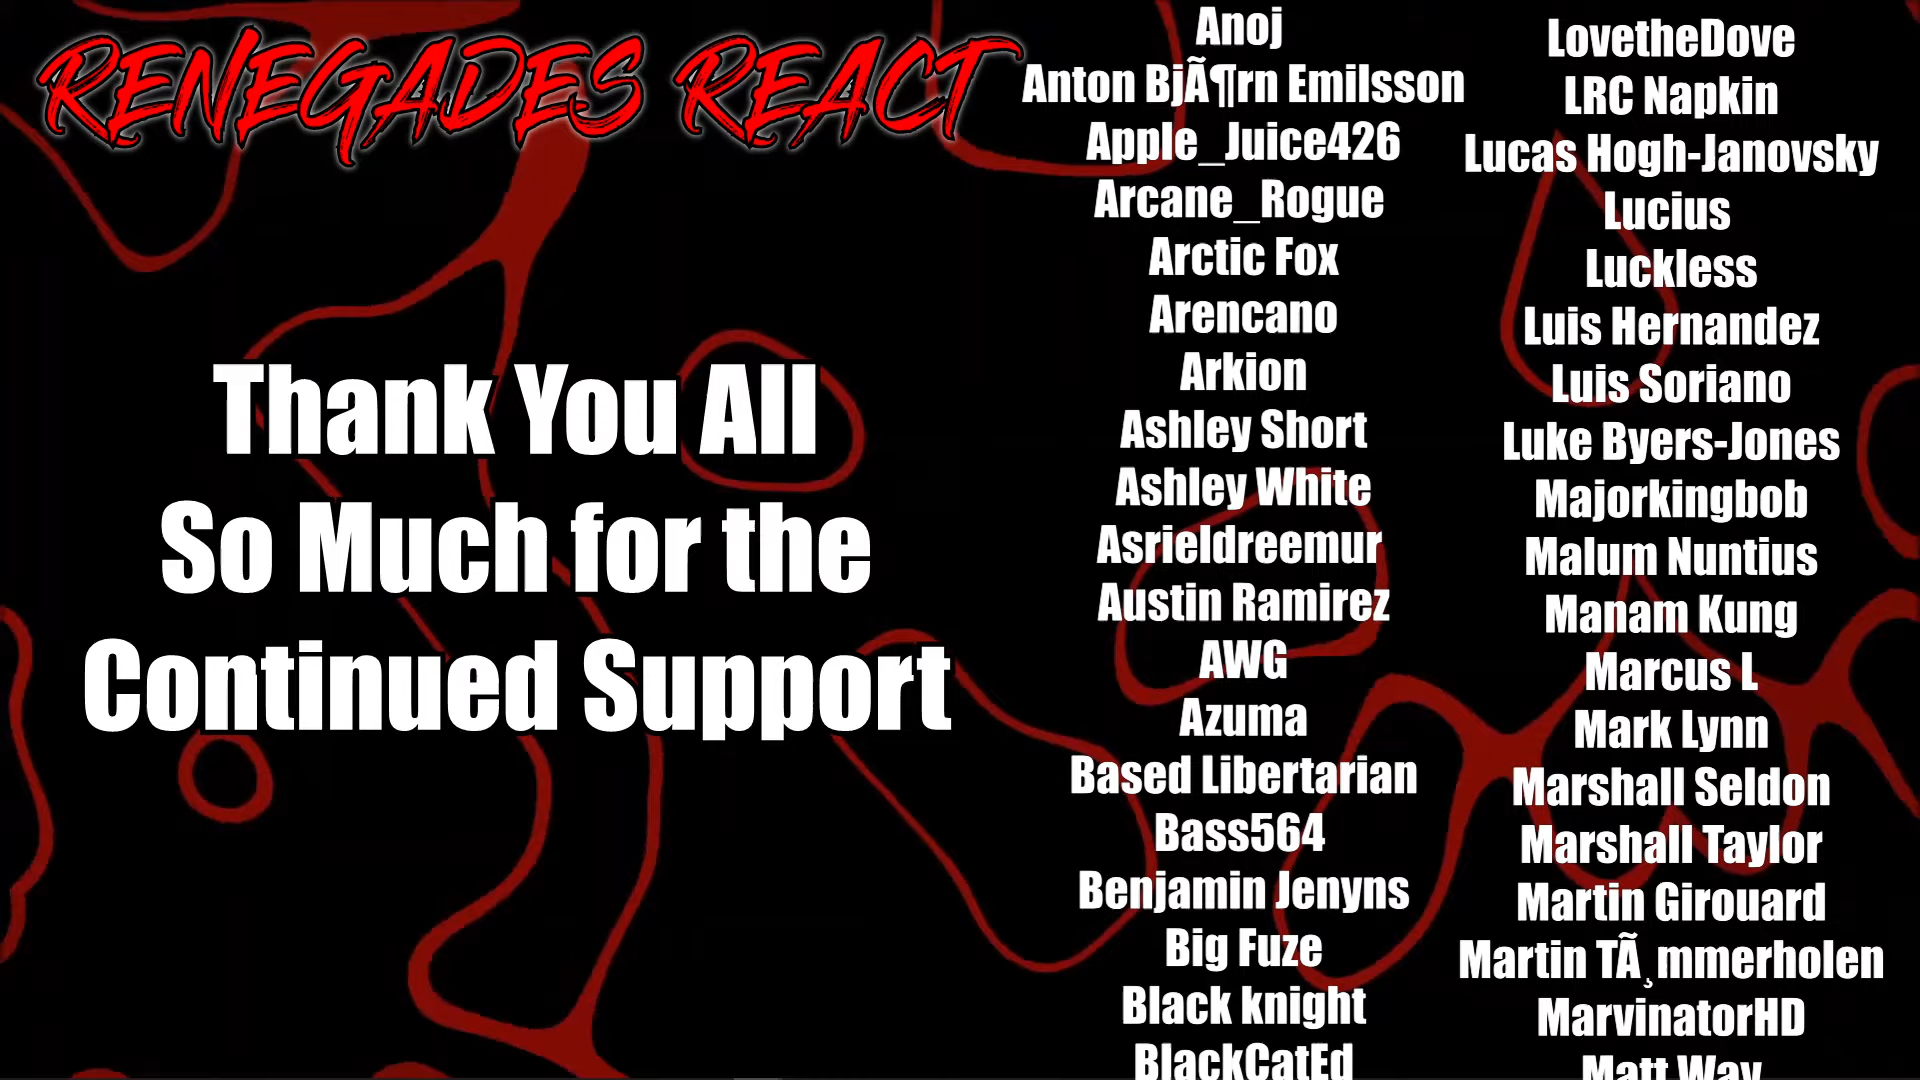 RENEGADES REACT
Thank You All
So Much for the
Continued Support
Anoj
Anton BjÃ¶rn Emilsson
Apple_Juice426
Arcane_Rogue
Arctic Fox
Arencano
Arkion
Ashley Short
Ashley White
Asrieldreemur
Austin Ramirez
AWG
Azuma
Based Libertarian
Bass564
Benjamin Jenyns
Big Fuze
Black knight
BlackCatEd
LovetheDove
LRC Napkin
Lucas Hogh-Janovsky
Lucius
Luckless
Luis Hernandez
Luis Soriano
Luke Byers-Jones
Majorkingbob
Malum Nuntius
Manam Kung
Marcus L
Mark Lynn
Marshall Seldon
Marshall Taylor
Martin Girouard
Martin TÃ¸mmerholen
MarvinatorHD
Matt Way